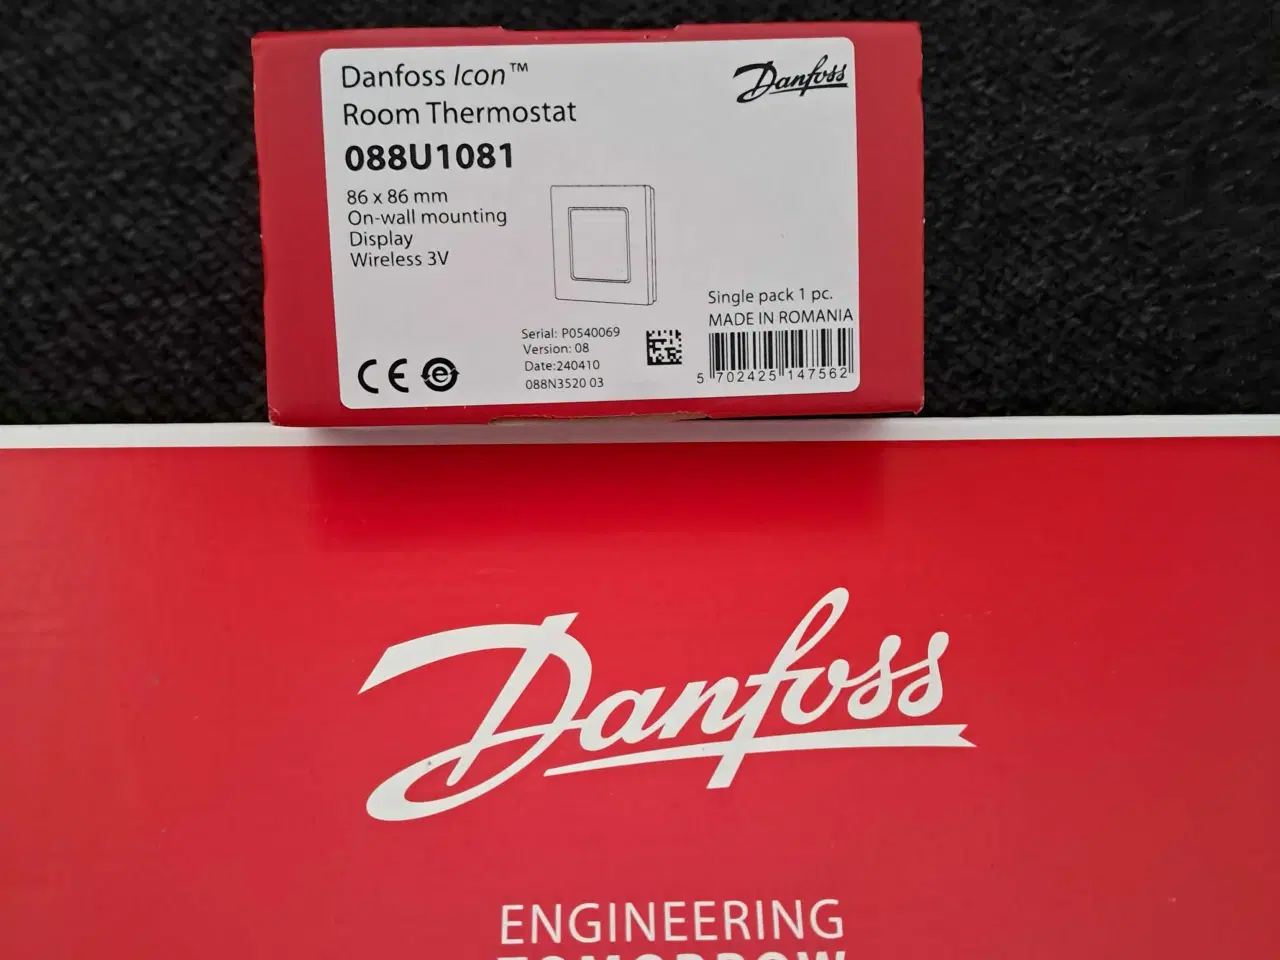 Danfoss Icon™
Room Thermostat
088U1081
86 x 86 mm
On-wall mounting
Display
Wireless 3V
Danfoss
Single pack 1 pc.
MADE IN ROMANIA
5 702425 147562
Serial: P0540069
Version: 08
Date:240410
088N3520 03
CE e
Danfoss
ENGINEERING
TOMORROW